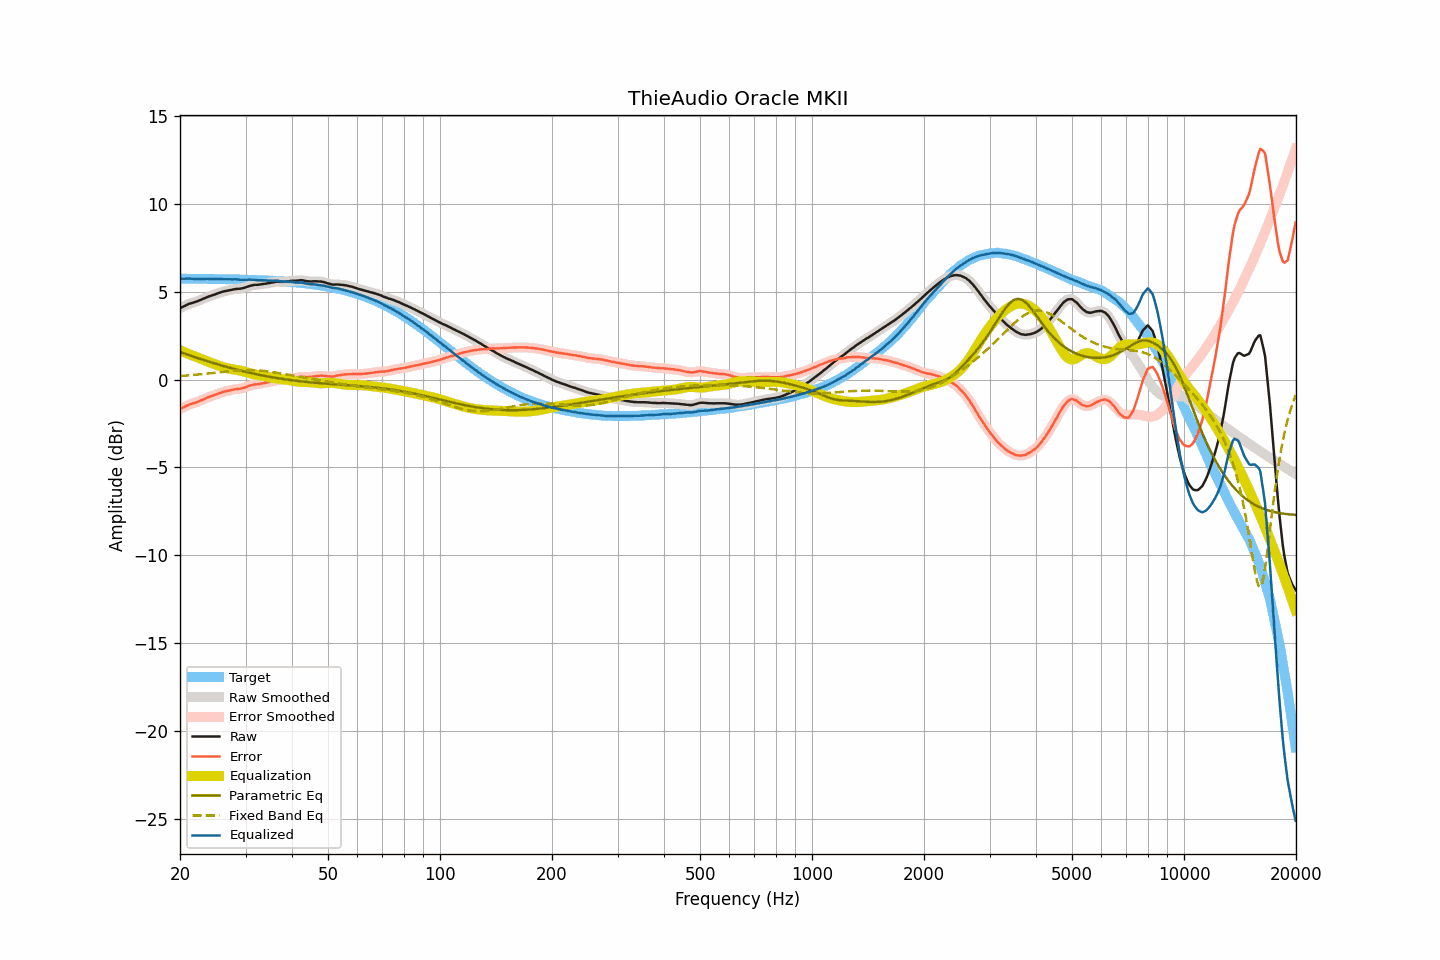 ThieAudio Oracle MKII
15
10
5
0
−5
−10
−15
−20
−25
Amplitude (dBr)
Target
Raw Smoothed
Error Smoothed
Raw
Error
Equalization
Parametric Eq
Fixed Band Eq
Equalized
20 50 100 200 500 1000 2000 5000 10000 20000
Frequency (Hz)